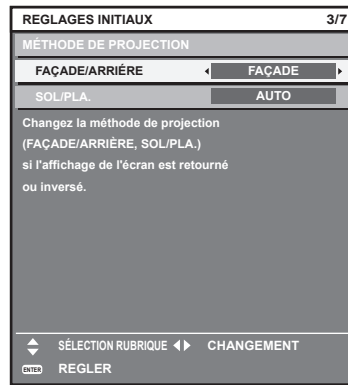 REGLAGES INITIAUX 3/7
MÉTHODE DE PROJECTION
FAÇADE/ARRIÉRE FAÇADE
SOL/PLA. AUTO
Changez la méthode de projection
(FAÇADE/ARRIÈRE, SOL/PLA.)
si l'affichage de l'écran est retourné
ou inversé.
SÉLECTION RUBRIQUE CHANGEMENT
ENTER REGLER